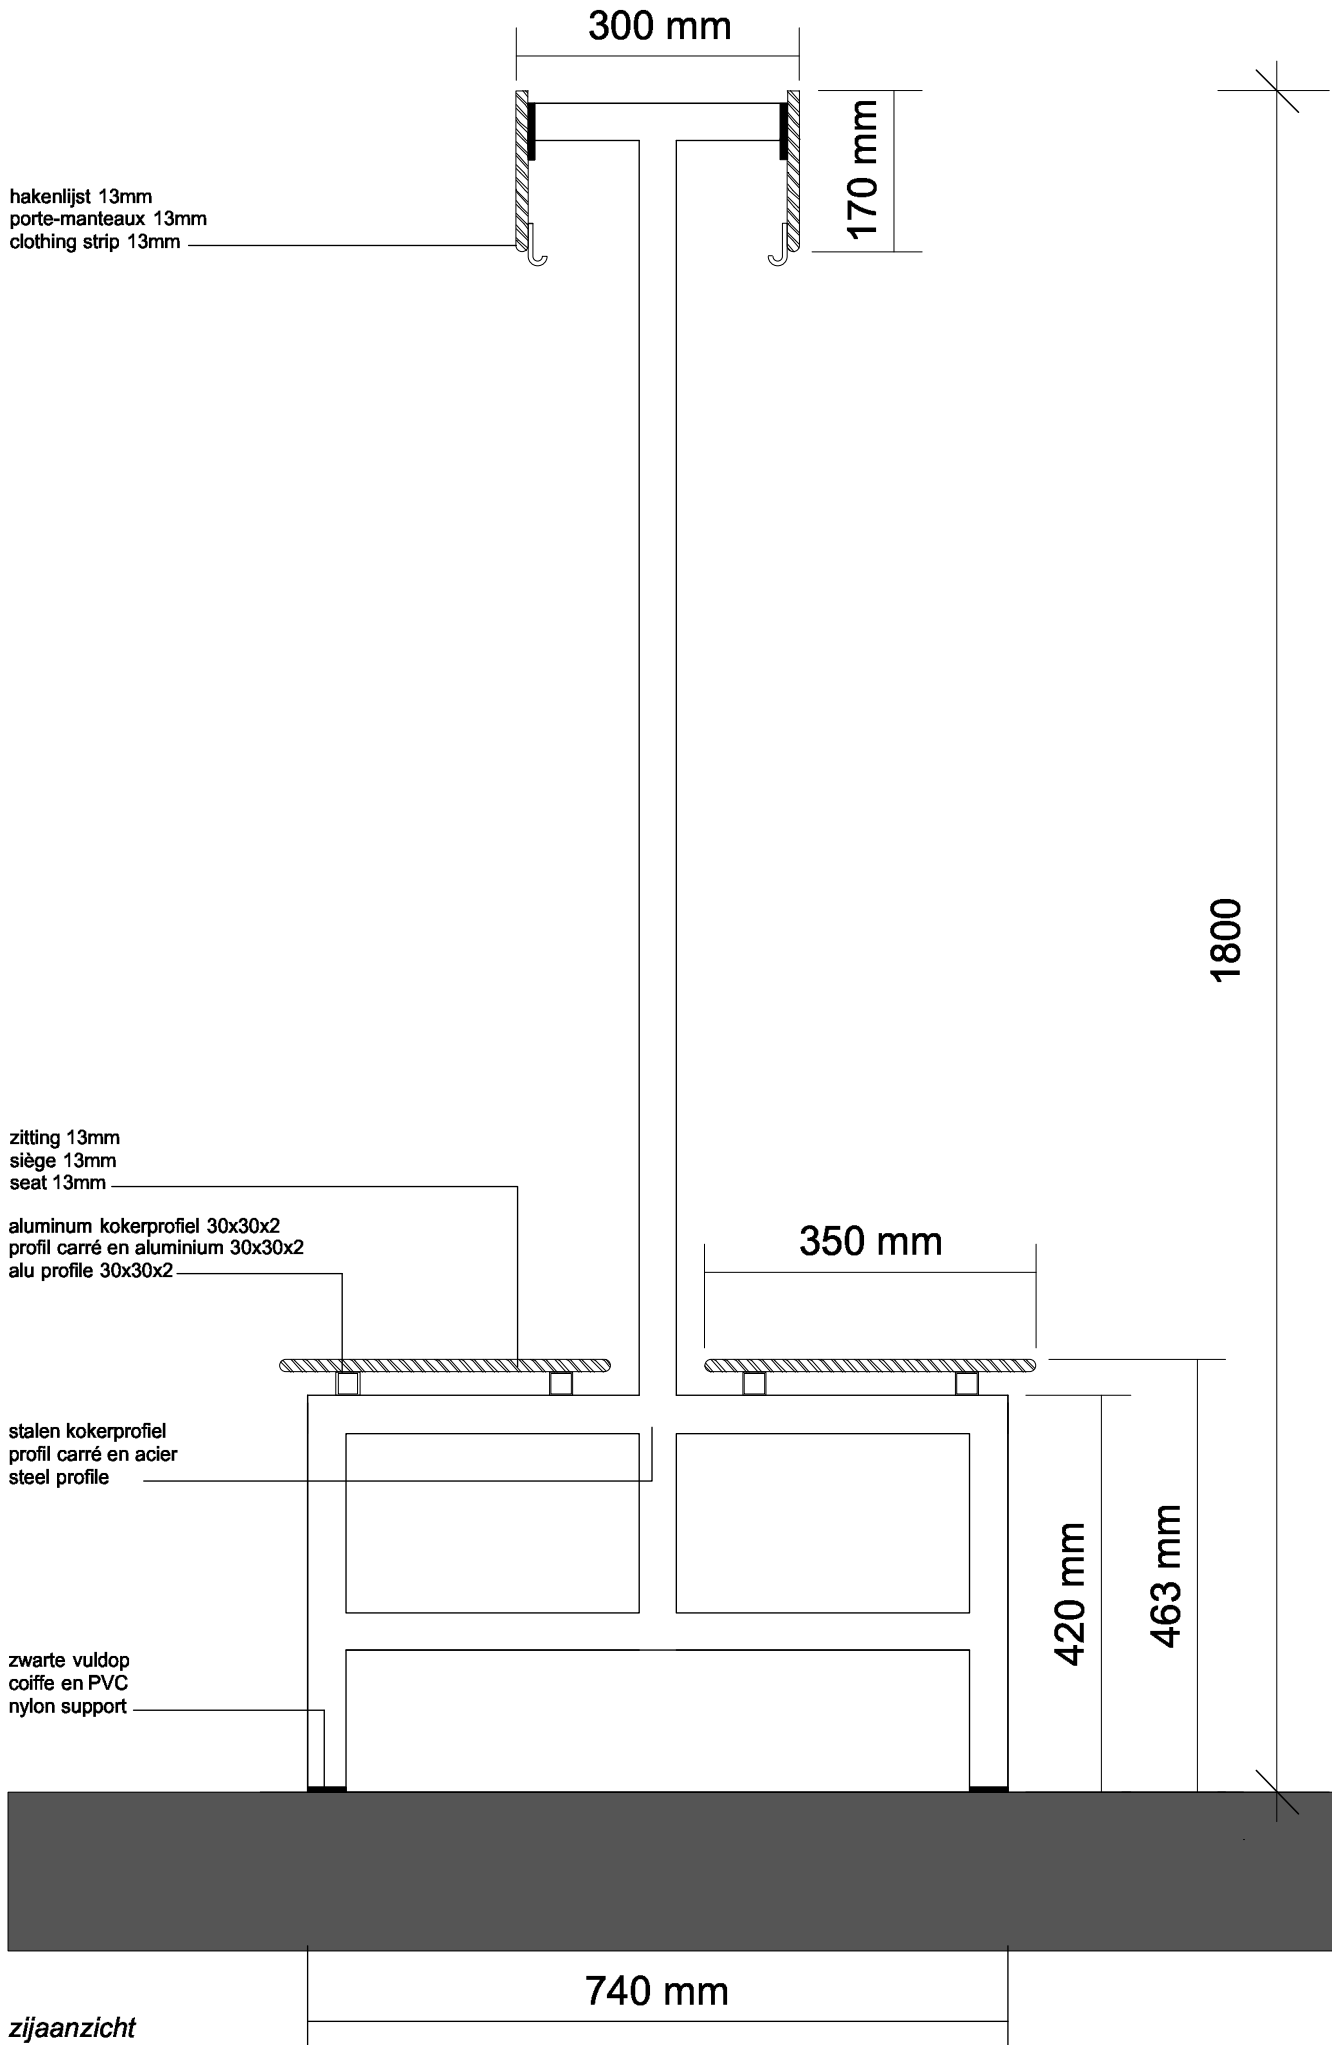 300 mm
170 mm
hakenlijst 13mm
porte-manteaux 13mm
clothing strip 13mm
1800
zitting 13mm
siège 13mm
seat 13mm
aluminum kokerprofiel 30x30x2
profil carré en aluminium 30x30x2
alu profile 30x30x2
350 mm
stalen kokerprofiel
profil carré en acier
steel profile
420 mm
463 mm
zwarte vuldop
coiffe en PVC
nylon support
740 mm
zijaanzicht